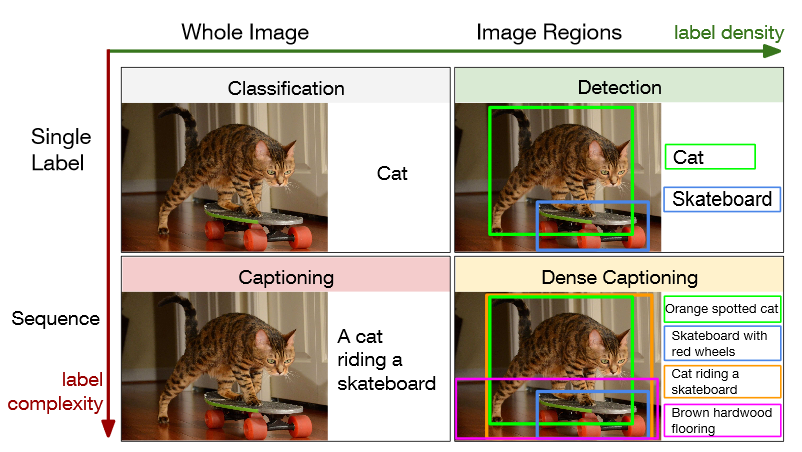 Whole Image
Image Regions
label density
Single
Label
Classification
Cat
Detection
Cat
Skateboard
Sequence
label
complexity
Captioning
A cat
riding a
skateboard
Dense Captioning
Orange spotted cat
Skateboard with
red wheels
Cat riding a
skateboard
Brown hardwood
flooring